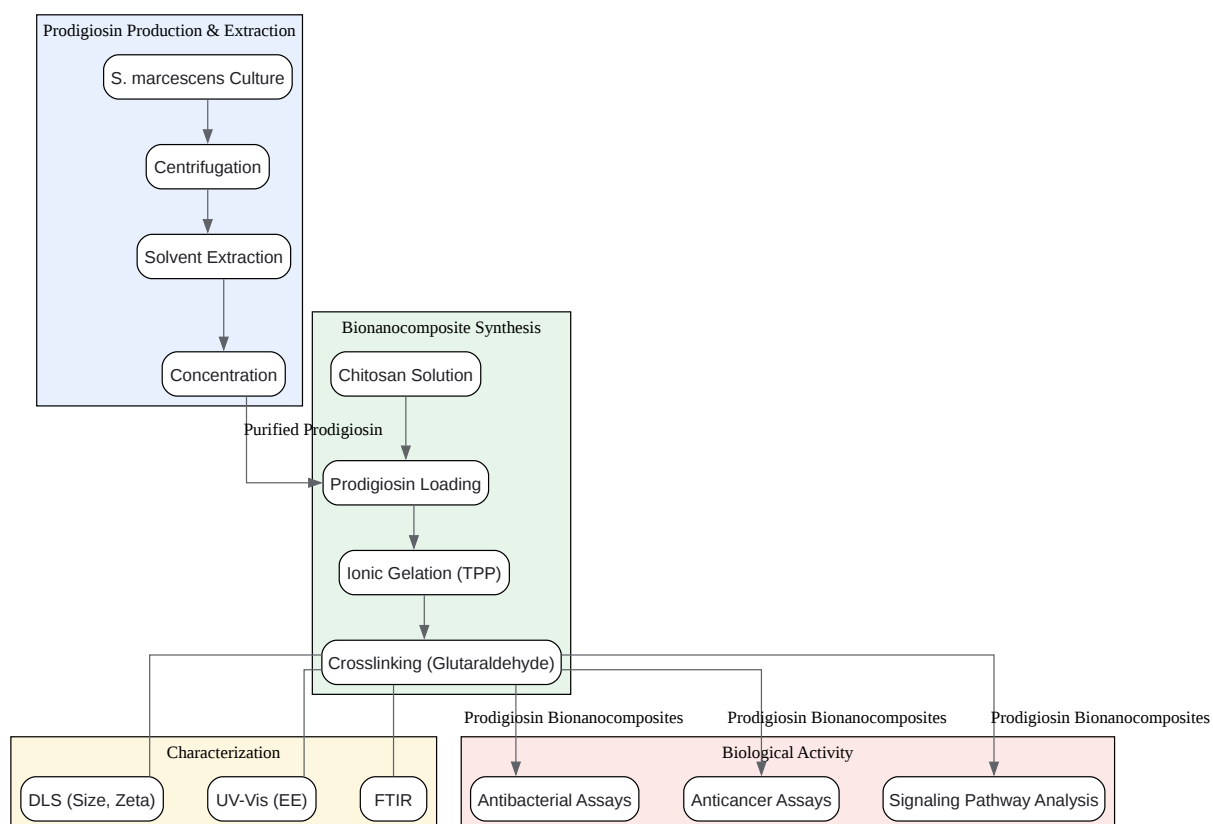 Prodigiosin Production & Extraction
S. marcescens Culture
Centrifugation
Solvent Extraction
Concentration
Bionanocomposite Synthesis
Chitosan Solution
Purified Prodigiosin
Prodigiosin Loading
Ionic Gelation (TPP)
Crosslinking (Glutaraldehyde)
Prodigiosin Bionanocomposites
Prodigiosin Bionanocomposites
Prodigiosin Bionanocomposites
Characterization
DLS (Size, Zeta)
UV-Vis (EE)
FTIR
Biological Activity
Antibacterial Assays
Anticancer Assays
Signaling Pathway Analysis